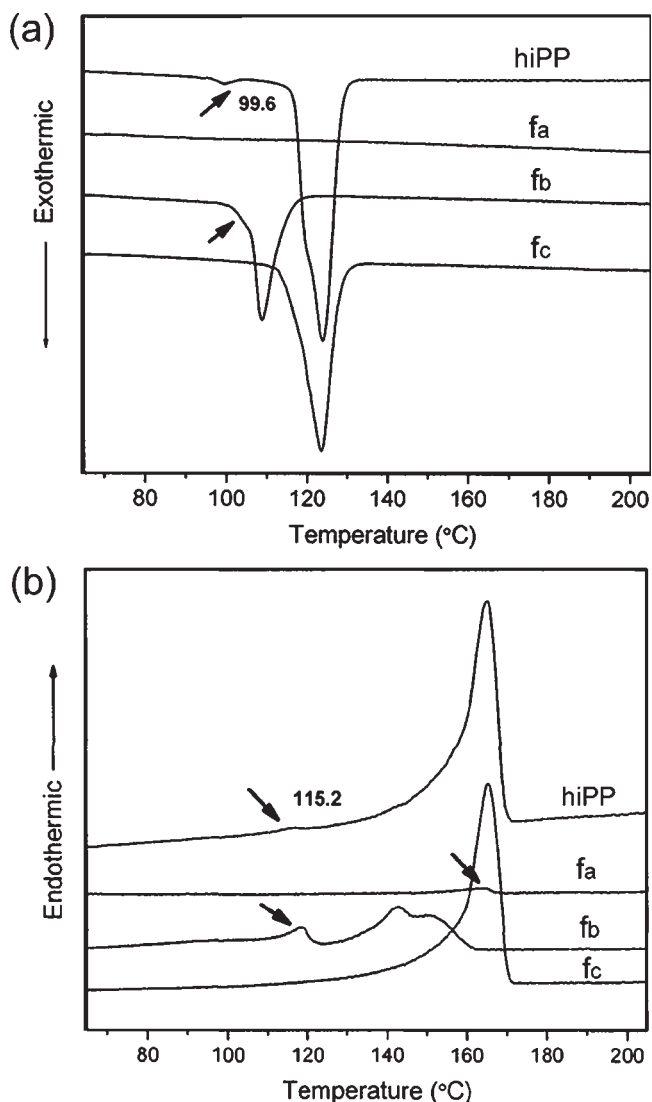 (a)
hiPP
99.6
fa
fb
fc
Exothermic
80 100 120 140 160 180 200
Temperature (°C)
(b)
115.2
hiPP
fa
fb
fc
Endothermic
80 100 120 140 160 180 200
Temperature (°C)